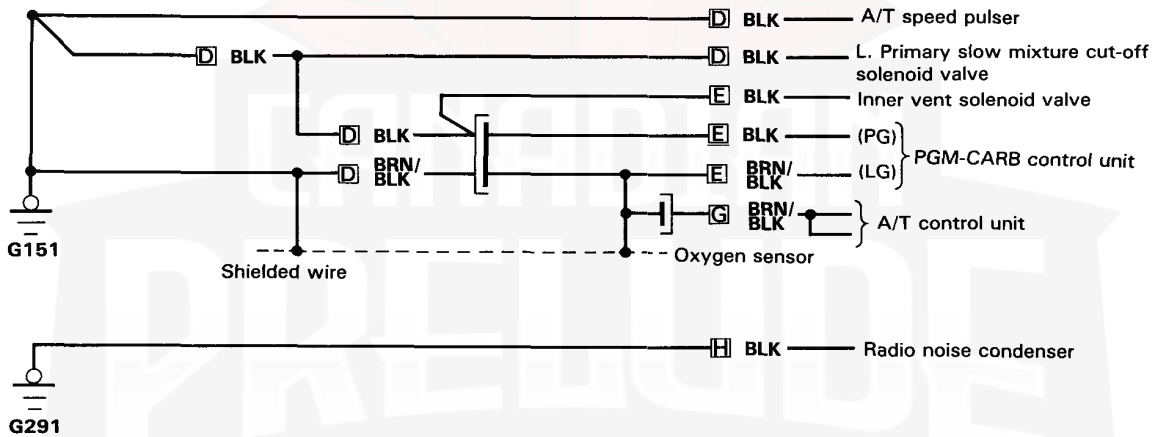 D BLK A/T speed pulser
D BLK D BLK L. Primary slow mixture cut-off
solenoid valve
E BLK Inner vent solenoid valve
D BLK E BLK (PG)
PGM-CARB control unit
D BRN/
BLK E BRN/
BLK (LG)
G BRN/
BLK A/T control unit
G151
Shielded wire
Oxygen sensor
H BLK Radio noise condenser
G291
CANADIAN
PRELUDE